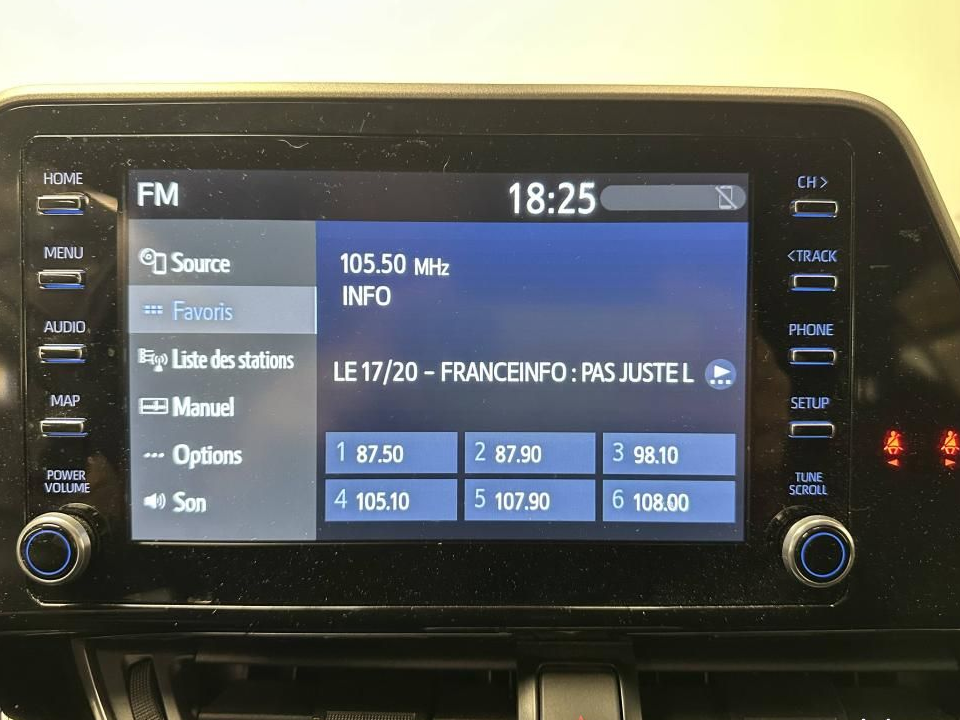 HOME
MENU
AUDIO
MAP
POWER
VOLUME
FM
18:25
Source
Favoris
Liste des stations
Manuel
Options
Son
105.50 MHz
INFO
LE 17/20 – FRANCEINFO : PAS JUSTE L
1 87.50
2 87.90
3 98.10
4 105.10
5 107.90
6 108.00
CH >
<TRACK
PHONE
SETUP
TUNE
SCROLL